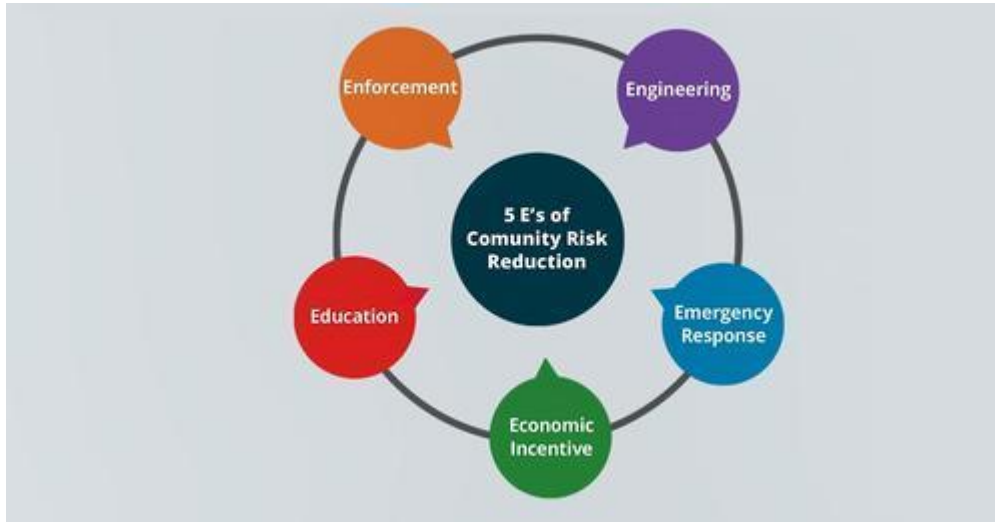 Enforcement
Engineering
5 E's of
Comunity Risk
Reduction
Education
Emergency
Response
Economic
Incentive